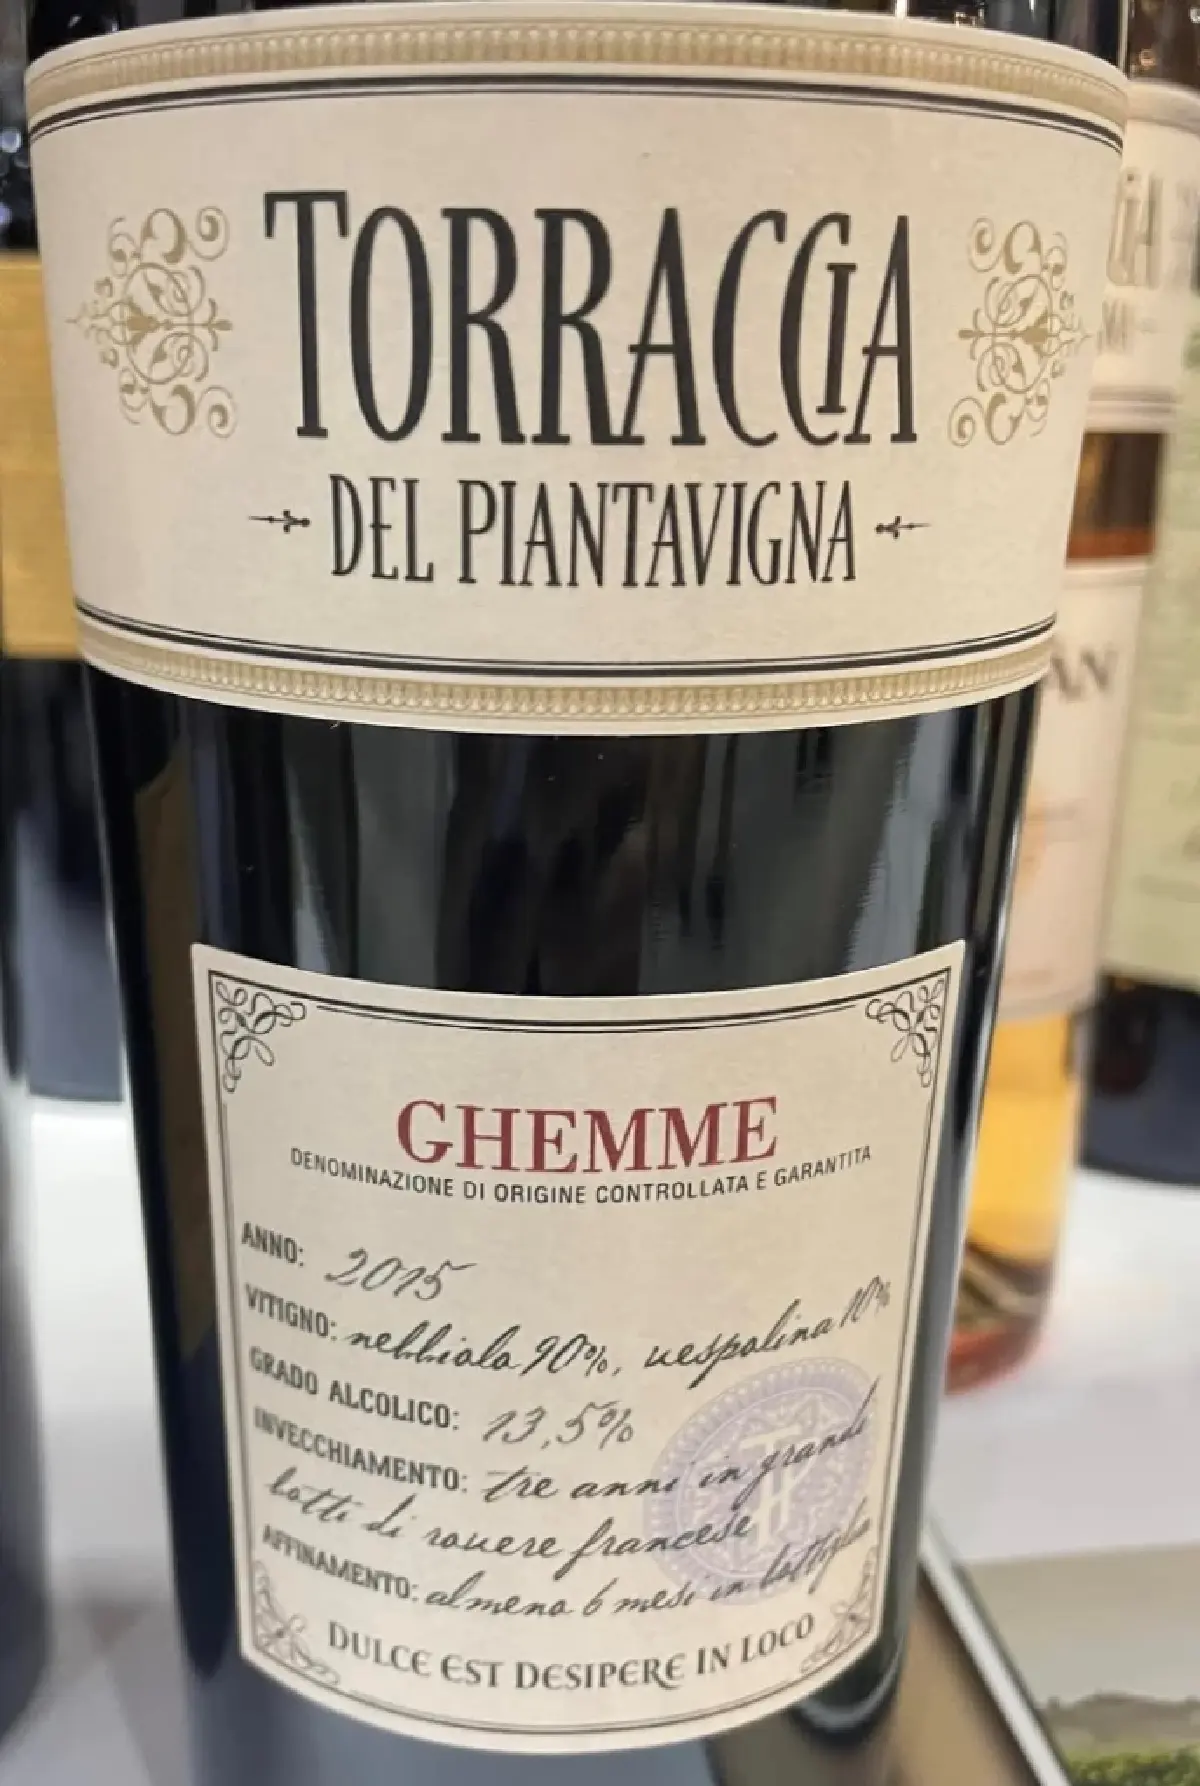 TORRACCIA
DEL PIANTAVIGNA
GHEMME
DENOMINAZIONE DI ORIGINE CONTROLLATA E GARANTITA
ANNO: 2015
VITIGNO: nebbiolo 90%, vespolina 10%
GRADO ALCOLICO: 13,5%
INVECCHIAMENTO: tre anni in grandi
botti di rovere francese
AFFINAMENTO: almeno 6 mesi in bottiglia
DULCE EST DESIPERE IN LOCO